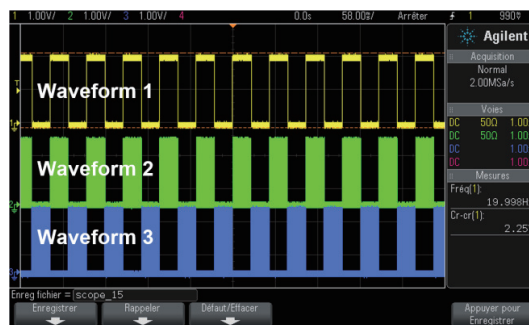 1 1.00V/ 2 1.00V/ 3 1.00V/ 4 0.0s 58.00♉/ Arrêter 1 990♉
Agilent
Acquisition
Normal
2.00MSa/s
Waveform 1
Voies
DC 50Ω 1.00
DC 50Ω 1.00
DC 1.00
DC 1.00
Waveform 2
Mesures
Fréq(1):
19.998H
Cr-cr(1):
2.25
Waveform 3
Enreg fichier = scope_15
Enregistrer Rappeler Défaut/Effacer Appuyer pour
Enregistrer